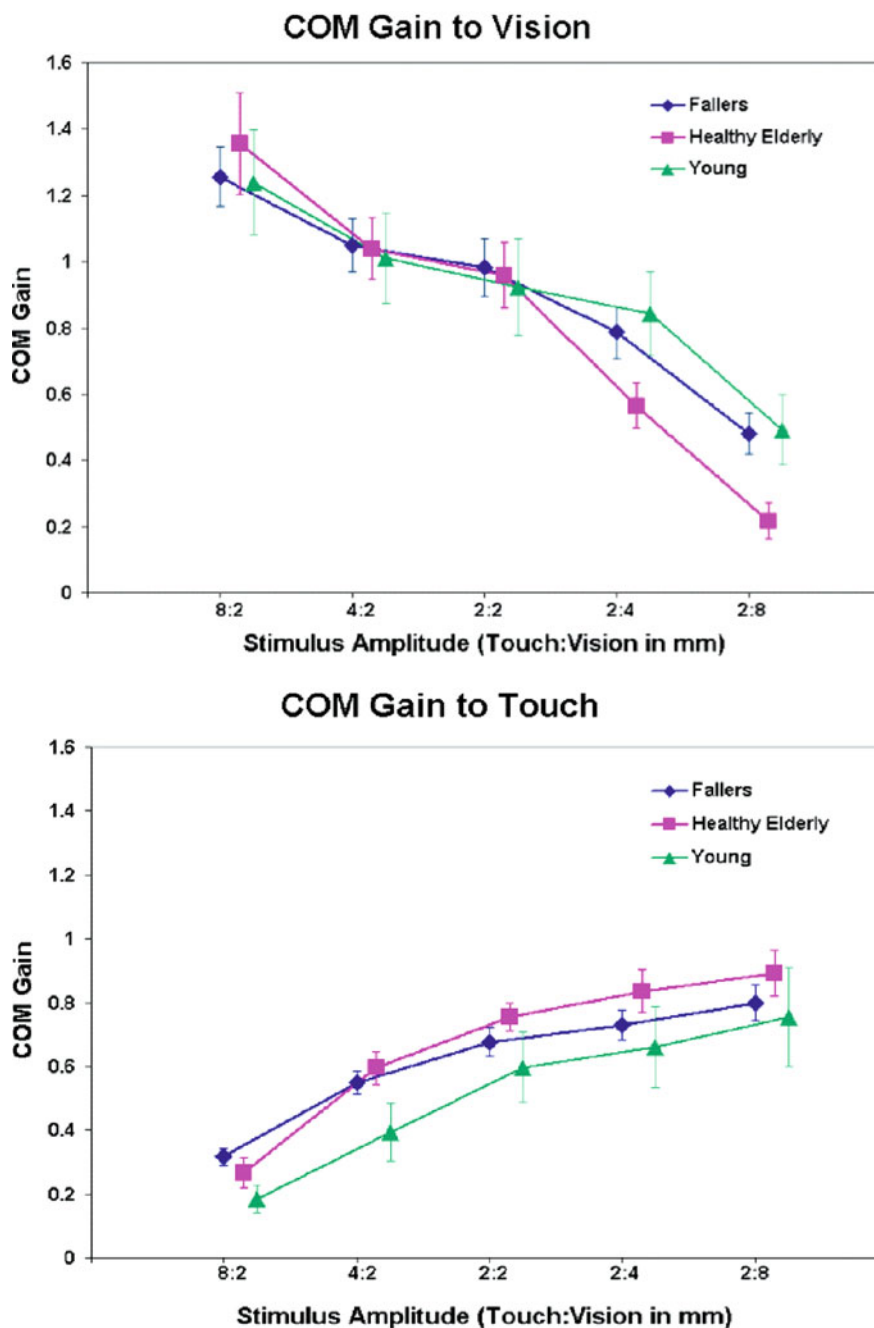 COM Gain to Vision
1.6
1.4
1.2
1
0.8
0.6
0.4
0.2
0
COM Gain
Fallers
Healthy Elderly
Young
8:2 4:2 2:2 2:4 2:8
Stimulus Amplitude (Touch:Vision in mm)
COM Gain to Touch
1.6
1.4
1.2
1
0.8
0.6
0.4
0.2
0
COM Gain
Fallers
Healthy Elderly
Young
8:2 4:2 2:2 2:4 2:8
Stimulus Amplitude (Touch:Vision in mm)